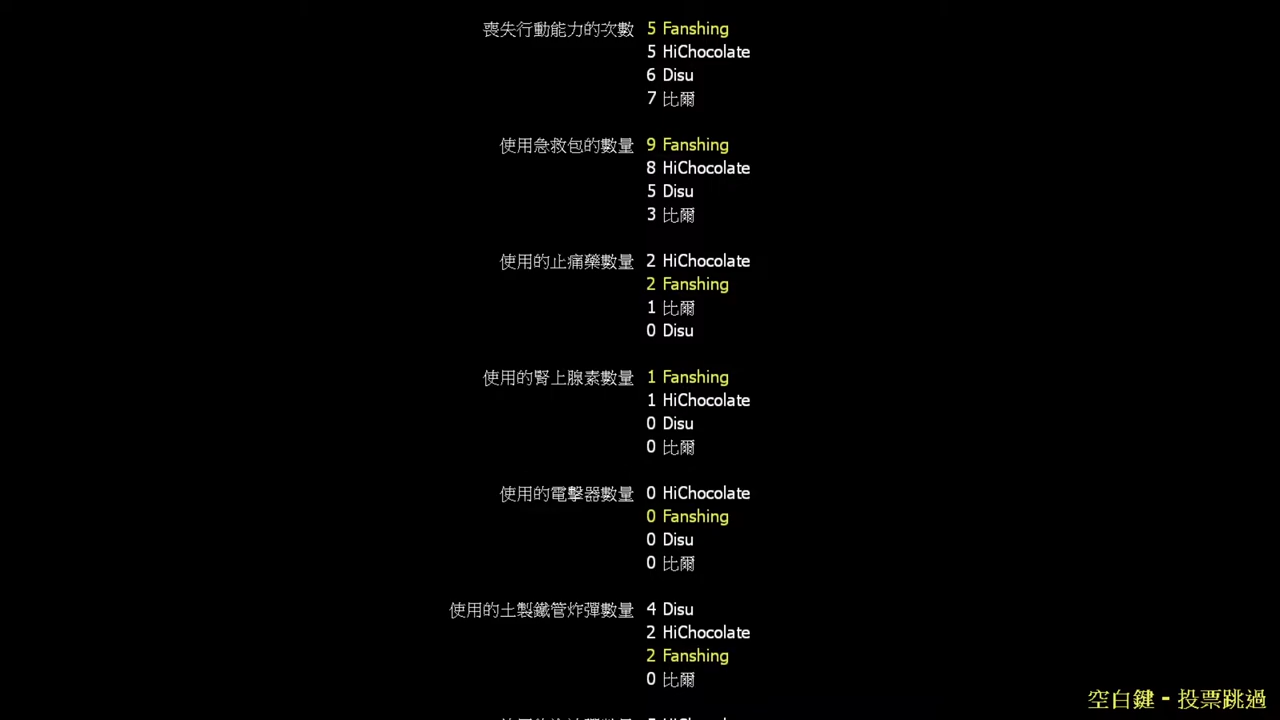 喪失行動能力的次數 5 Fanshing
5 HiChocolate
6 Disu
7 比爾
使用急救包的數量 9 Fanshing
8 HiChocolate
5 Disu
3 比爾
使用的止痛藥數量 2 HiChocolate
2 Fanshing
1 比爾
0 Disu
使用的腎上腺素數量 1 Fanshing
1 HiChocolate
0 Disu
0 比爾
使用的電擊器數量 0 HiChocolate
0 Fanshing
0 Disu
0 比爾
使用的土製鐵管炸彈數量 4 Disu
2 HiChocolate
2 Fanshing
0 比爾
空白鍵 - 投票跳過